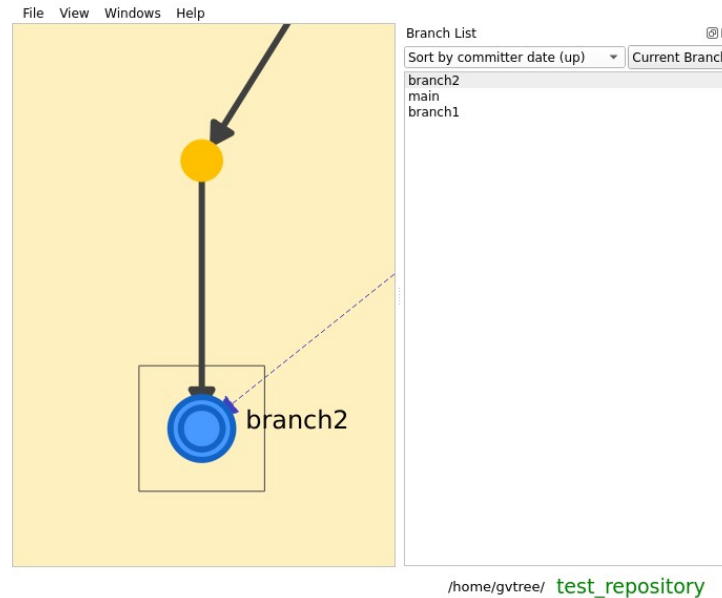 File View Windows Help
Branch List
Sort by committer date (up) Current Branch
branch2
main
branch1
branch2
/home/gvtree/ test_repository